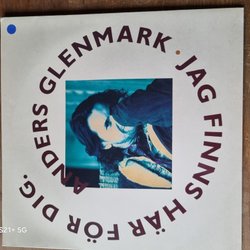 ANDERS GLENMARK · JAG FINNS HÄR FÖR DIG.
S21+ 5G